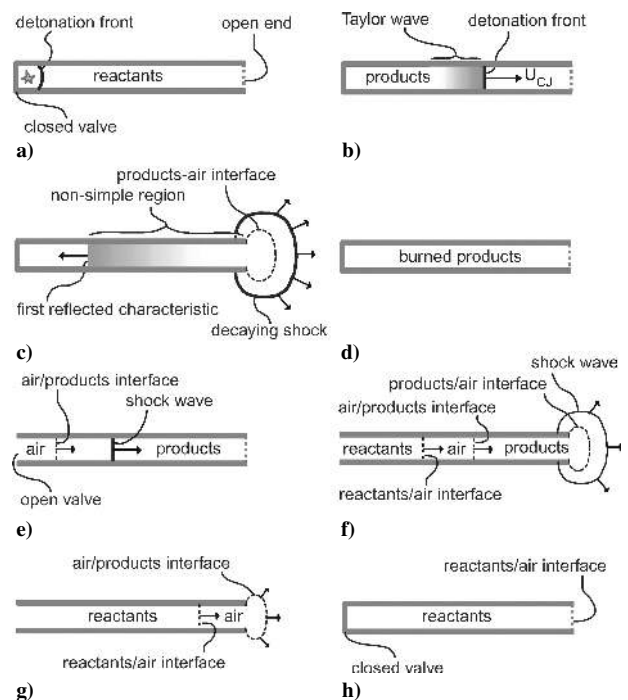 detonation front
open end
reactants
closed valve
a)
Taylor wave
detonation front
products
UCJ
b)
products-air interface
non-simple region
first reflected characteristic
decaying shock
c)
burned products
d)
air/products interface
shock wave
air
products
open valve
e)
shock wave
products/air interface
air/products interface
reactants
air
products
reactants/air interface
f)
air/products interface
reactants
air
reactants/air interface
g)
reactants/air interface
reactants
closed valve
h)